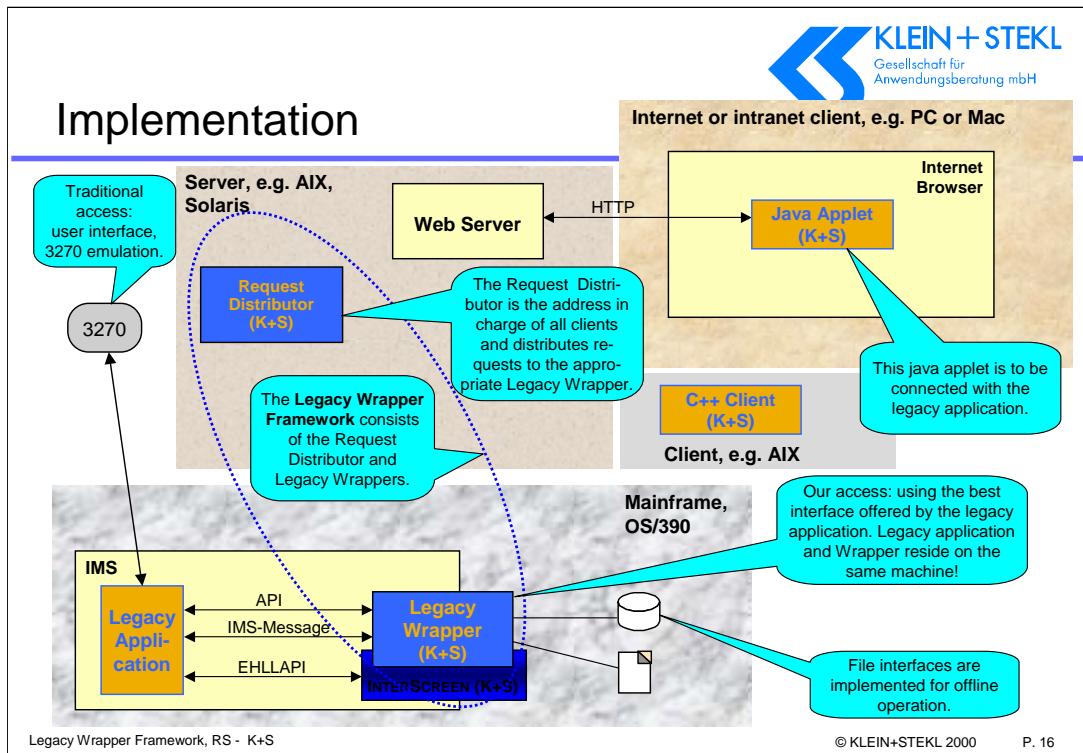 KLEIN+STEKL
Gesellschaft für
Anwendungsberatung mbH
Implementation
Internet or intranet client, e.g. PC or Mac
Internet
Browser
Java Applet
(K+S)
HTTP
Server, e.g. AIX,
Solaris
Web Server
Traditional
access:
user interface,
3270 emulation.
3270
Request
Distributor
(K+S)
The Request Distri-
butor is the address in
charge of all clients
and distributes re-
quests to the appro-
priate Legacy Wrapper.
This java applet is to be
connected with the
legacy application.
The Legacy Wrapper
Framework consists
of the Request
Distributor and
Legacy Wrappers.
C++ Client
(K+S)
Client, e.g. AIX
Mainframe,
OS/390
Our access: using the best
interface offered by the legacy
application. Legacy application
and Wrapper reside on the
same machine!
IMS
Legacy
Appli-
cation
API
IMS-Message
EHLLAPI
Legacy
Wrapper
(K+S)
INTERSCREEN (K+S)
File interfaces are
implemented for offline
operation.
Legacy Wrapper Framework, RS - K+S
© KLEIN+STEKL 2000
P. 16